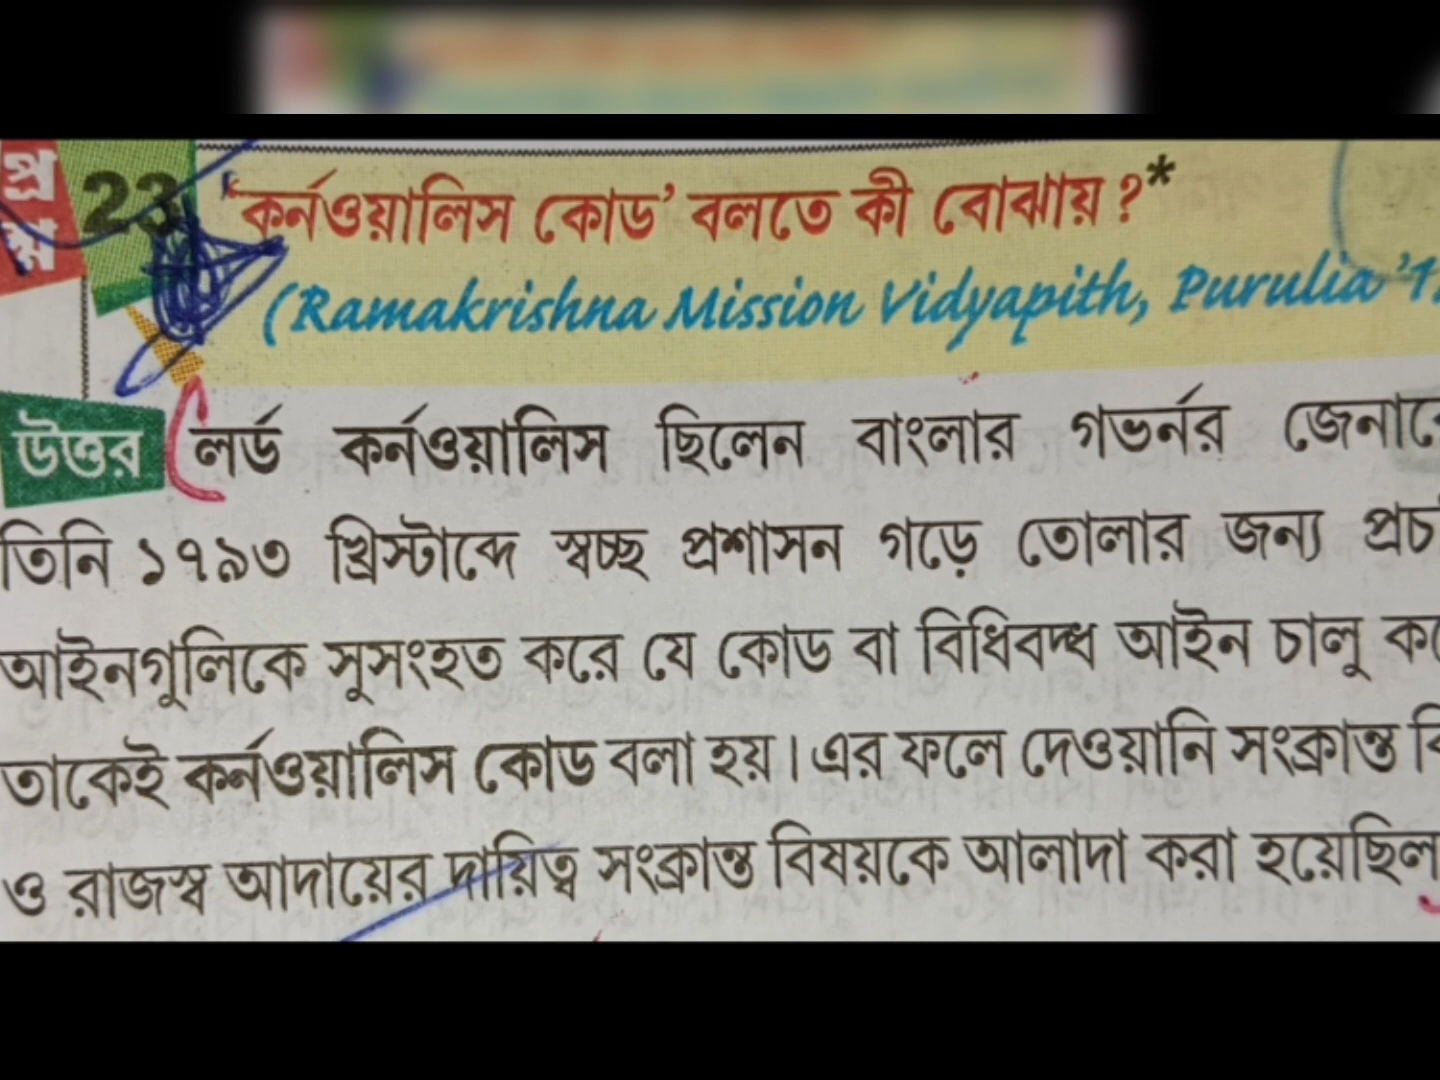 প্রশ্ন 23 ‘কর্নওয়ালিস কোড’ বলতে কী বোঝায় ?*
(Ramakrishna Mission Vidyapith, Purulia
উত্তর লর্ড কর্নওয়ালিস ছিলেন বাংলার গভর্নর
তিনি ১৭৯৩ খ্রিস্টাব্দে স্বচ্ছ প্রশাসন গড়ে তোলার জন্য
আইনগুলিকে সুসংহত করে যে কোড বা বিধিবদ্ধ আইন চালু
তাকেই কর্নওয়ালিস কোড বলা হয়। এর ফলে দেওয়ানি সংক্রান্ত
ও রাজস্ব আদায়ের দায়িত্ব সংক্রান্ত বিষয়কে আলাদা করা হয়েছিল